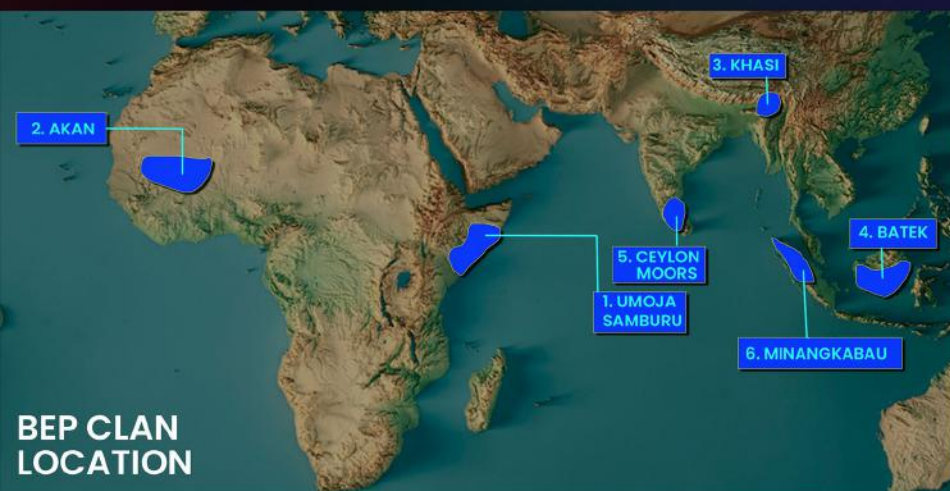 3. KHASI
2. AKAN
4. BATEK
5. CEYLON
MOORS
1. UMOJA
SAMBURU
6. MINANGKABAU
BEP CLAN
LOCATION